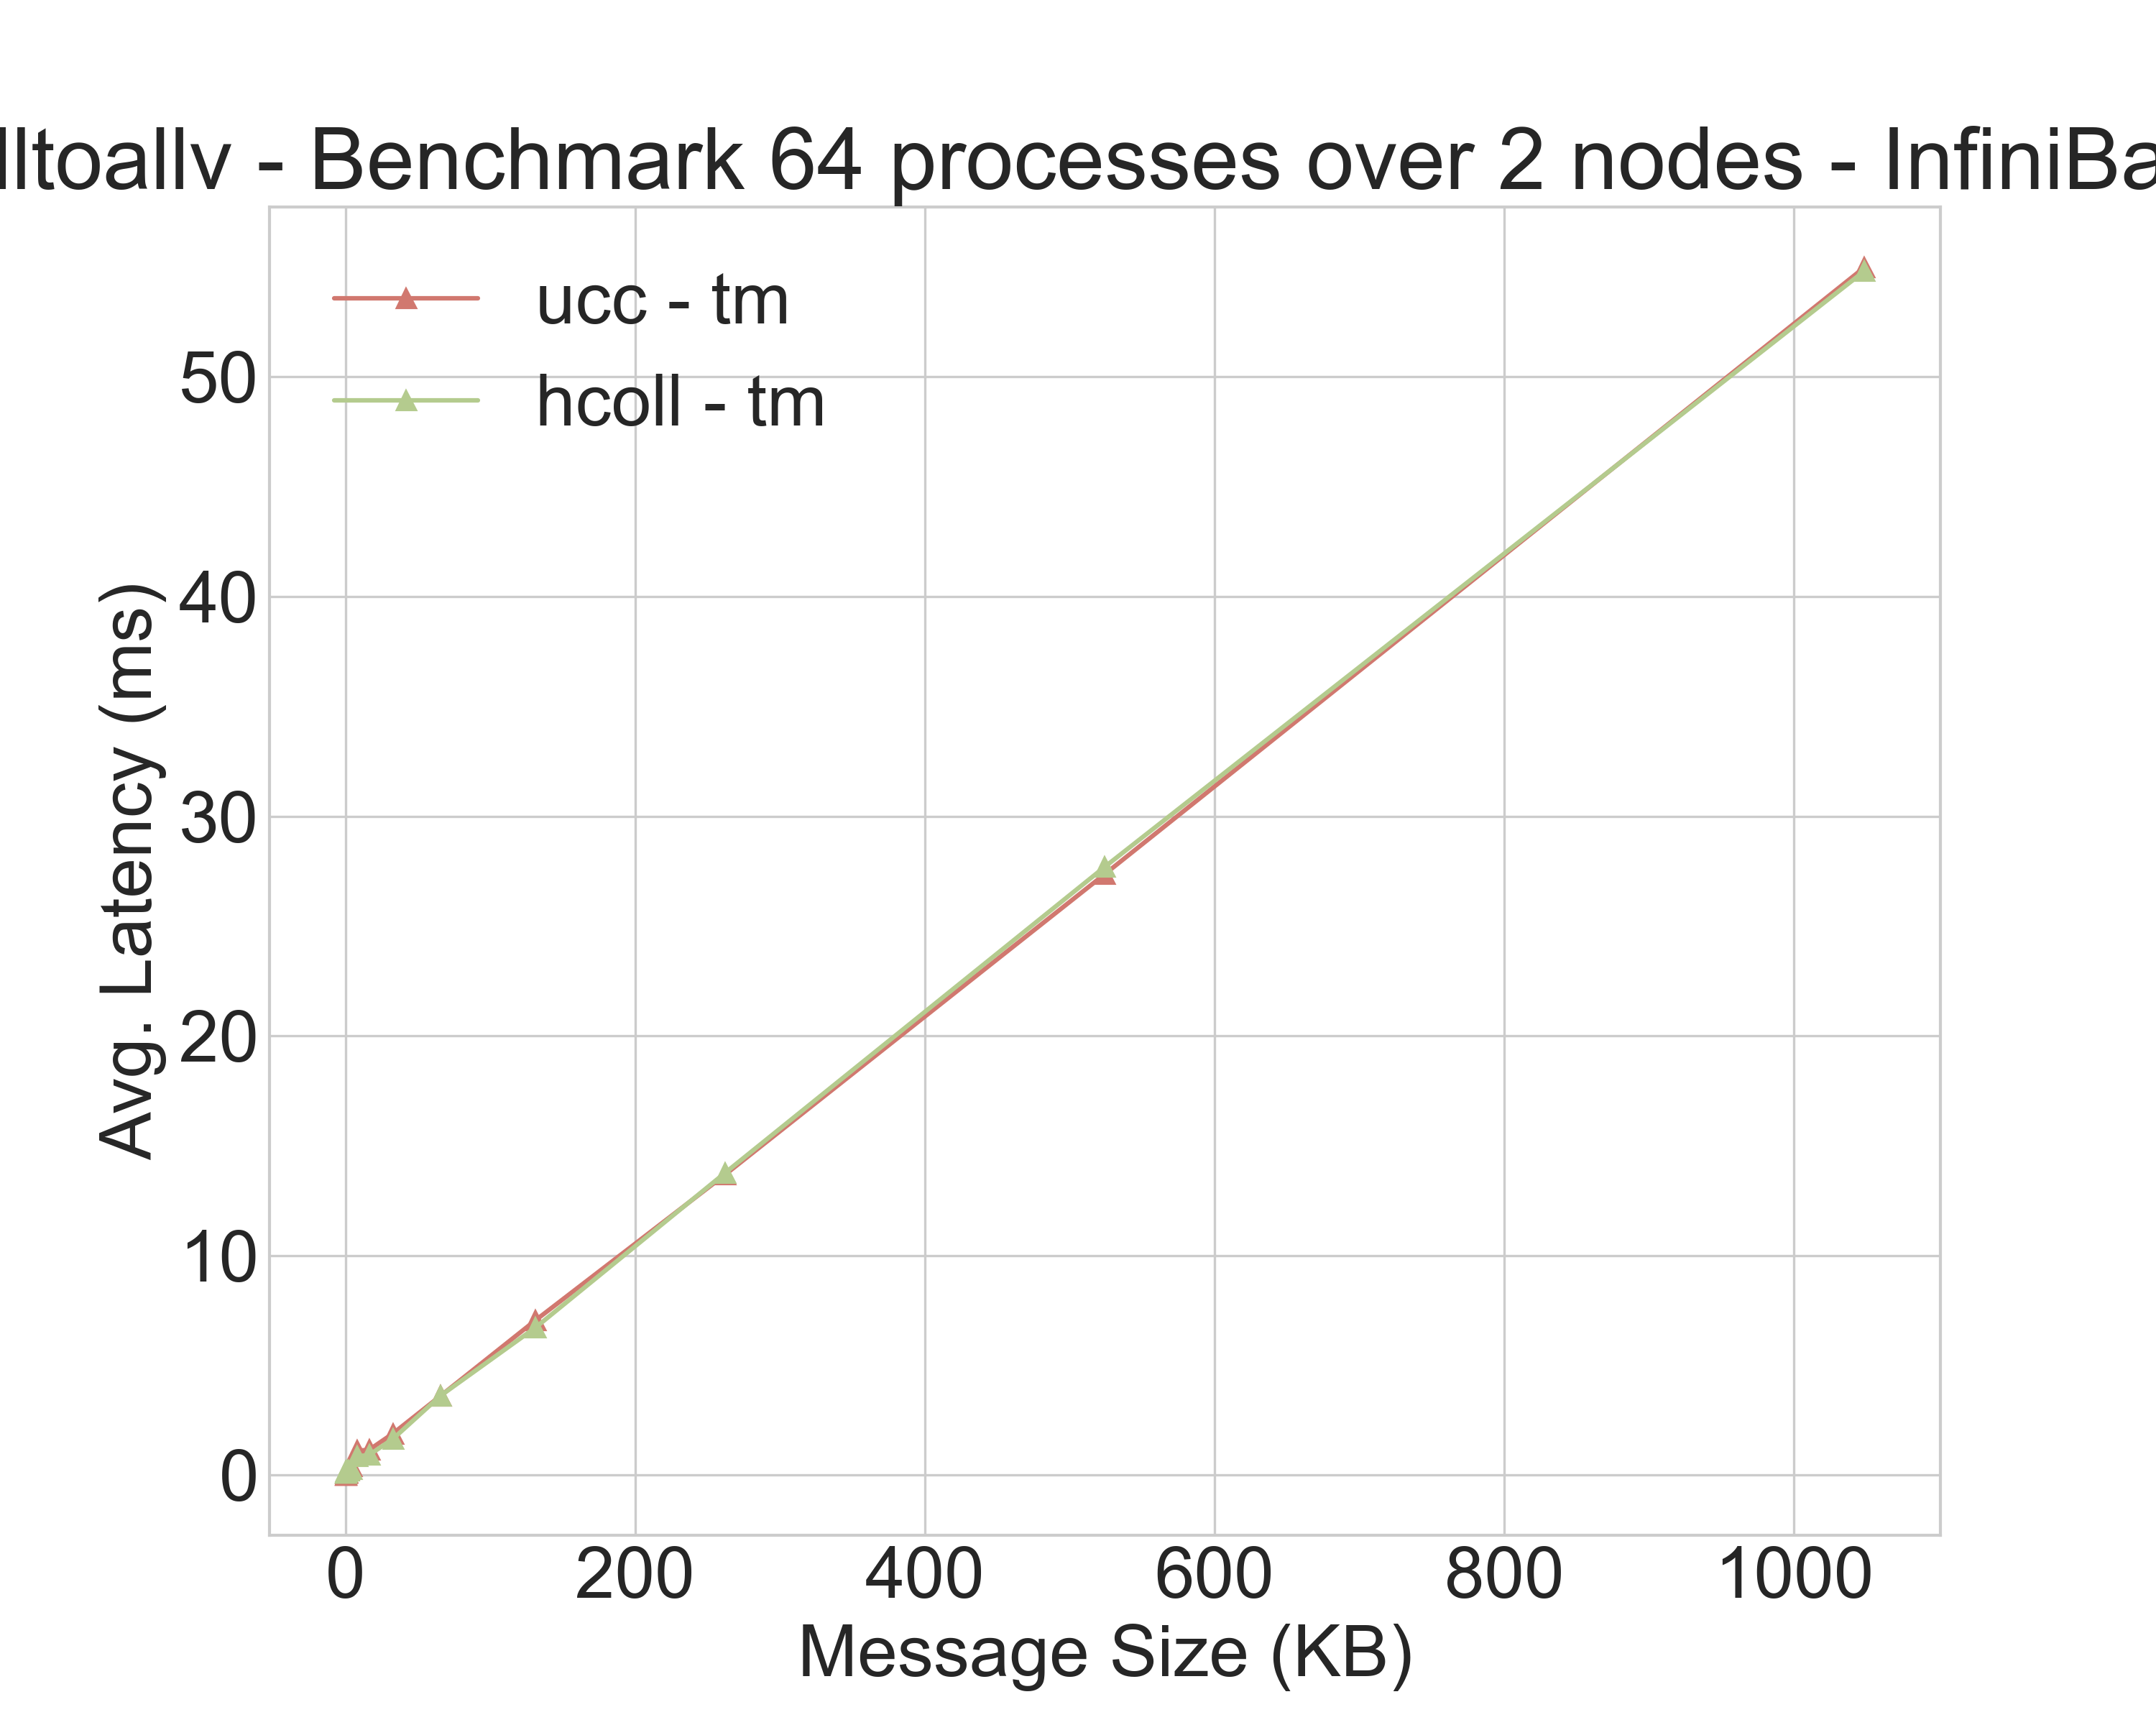 lltoallv - Benchmark 64 processes over 2 nodes - InfiniBa
ucc - tm
hcoll - tm
50
40
30
20
10
0
Avg. Latency (ms)
0 200 400 600 800 1000
Message Size (KB)